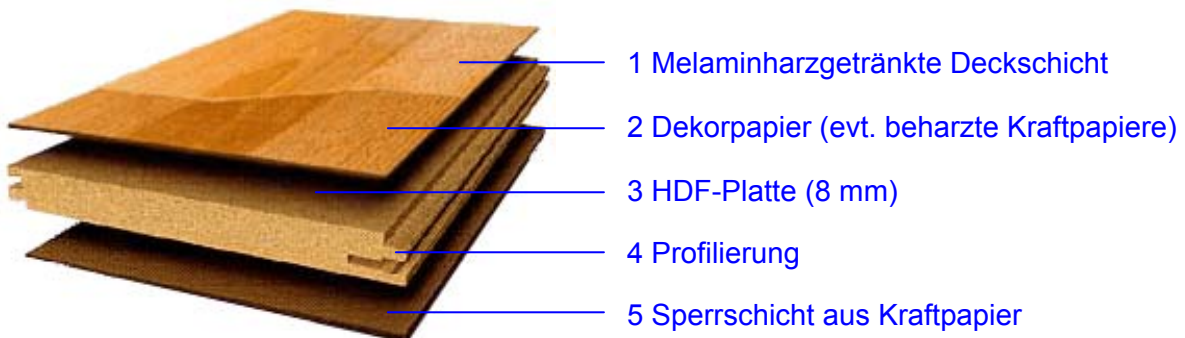 1 Melaminharzgetränkte Deckschicht
2 Dekorpapier (evt. beharzte Kraftpapiere)
3 HDF-Platte (8 mm)
4 Profilierung
5 Sperrschicht aus Kraftpapier